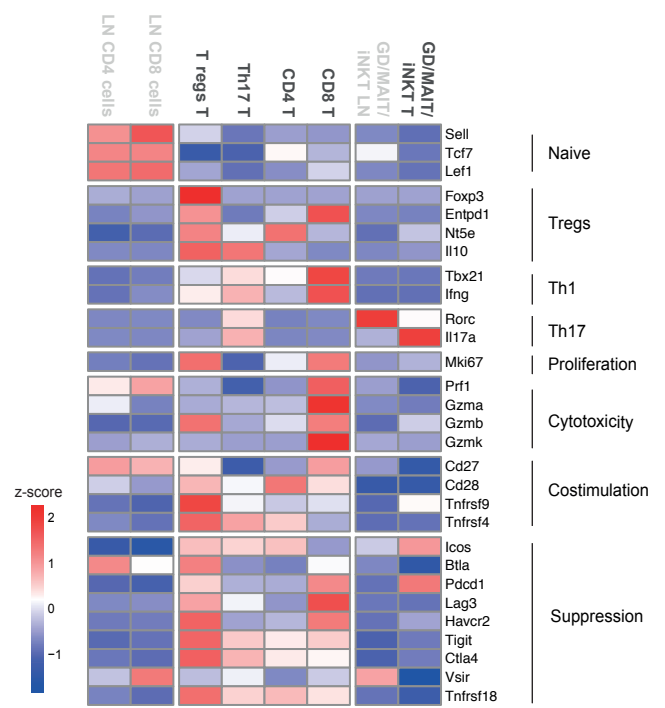 LN CD4 cells
LN CD8 cells
T regs T
Th17 T
CD4 T
CD8 T
GD/MAIT/
iNKT LN
GD/MAIT/
iNKT T
Sell
Tcf7
Lef1
Naive
Foxp3
Entpd1
Nt5e
Il10
Tregs
Tbx21
Ifng
Th1
Rorc
Il17a
Th17
Mki67
Proliferation
Prf1
Gzma
Gzmb
Gzmk
Cytotoxicity
Cd27
Cd28
Tnfrsf9
Tnfrsf4
Costimulation
Icos
Btla
Pdcd1
Lag3
Havcr2
Tigit
Ctla4
Vsir
Tnfrsf18
Suppression
z-score
2
1
0
−1